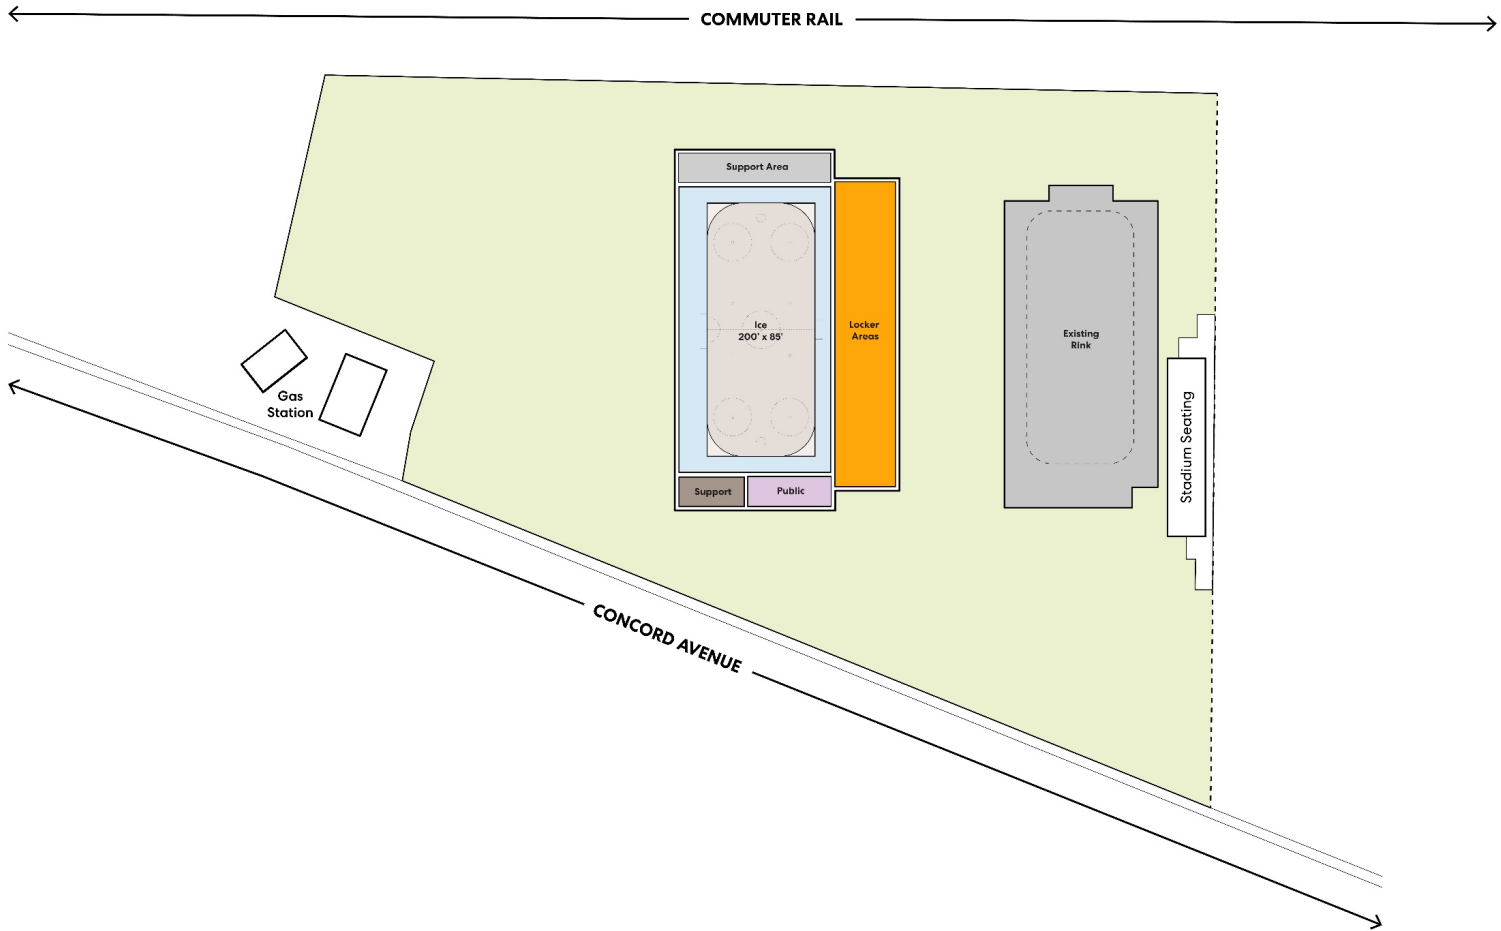 COMMUTER RAIL
Support Area
Ice
200' x 85'
Locker
Areas
Existing
Rink
Gas
Station
Stadium Seating
Support
Public
CONCORD AVENUE